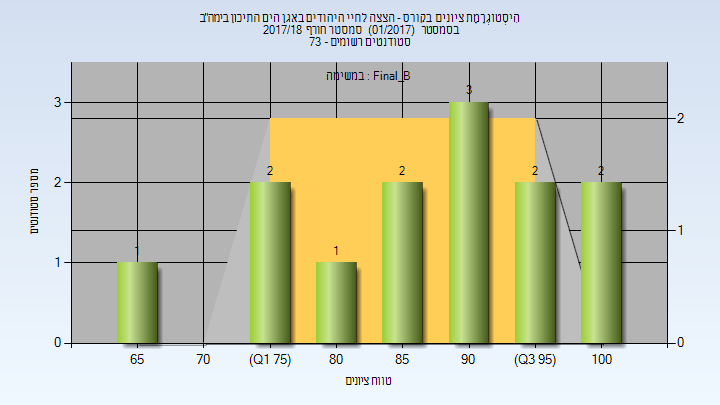 היסטוגרמת ציונים בקורס - הצצה לחיי היהודים באגן הים התיכון בימה"ב
בסמסטר (01/2017) סמסטר חורף 2017/18
סטודנטים רשומים - 73
במשימה : Final_B
מספר סטודנטים
3
2
1
0
2
1
0
1
2
1
2
3
2
2
65
70
(Q1 75)
80
85
90
(Q3 95)
100
טווח ציונים